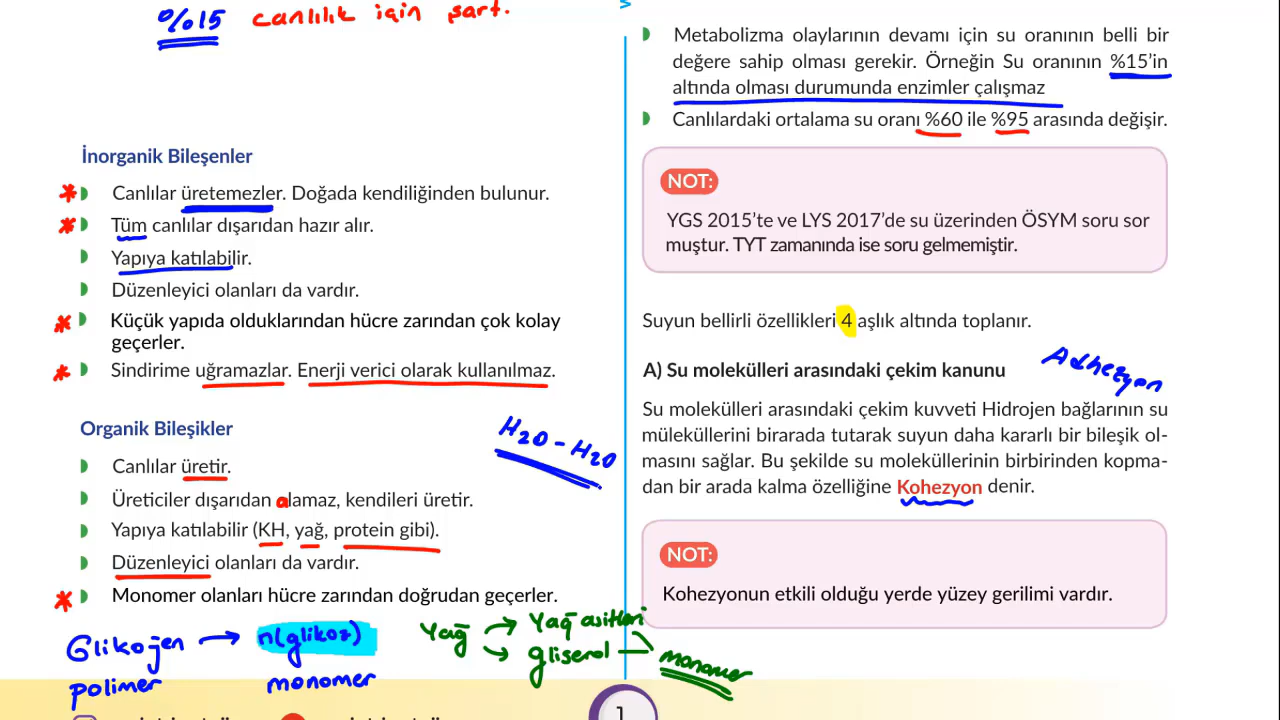 %15 canlılık için şart.
İnorganik Bileşenler
Canlılar üretemezler. Doğada kendiliğinden bulunur.
Tüm canlılar dışarıdan hazır alır.
Yapıya katılabilir.
Düzenleyici olanları da vardır.
Küçük yapıda olduklarından hücre zarından çok kolay
geçerler.
Sindirime uğramazlar. Enerji verici olarak kullanılmaz.
Organik Bileşikler
H2O - H2O
Canlılar üretir.
Üreticiler dışarıdan alamaz, kendileri üretir.
Yapıya katılabilir (KH, yağ, protein gibi).
Düzenleyici olanları da vardır.
Monomer olanları hücre zarından doğrudan geçerler.
Glikojen → n(glikoz)
polimer monomer
Yağ → Yağ asitleri
→ gliserol
monomer
Metabolizma olaylarının devamı için su oranının belli bir
değere sahip olması gerekir. Örneğin Su oranının %15'in
altında olması durumunda enzimler çalışmaz
Canlılardaki ortalama su oranı %60 ile %95 arasında değişir.
NOT:
YGS 2015'te ve LYS 2017'de su üzerinden ÖSYM soru sor
muştur. TYT zamanında ise soru gelmemiştir.
Suyun bellirli özellikleri 4 aşlık altında toplanır.
Adhezyon
A) Su molekülleri arasındaki çekim kanunu
Su molekülleri arasındaki çekim kuvveti Hidrojen bağlarının su
müleküllerini birarada tutarak suyun daha kararlı bir bileşik ol-
masını sağlar. Bu şekilde su moleküllerinin birbirinden kopma-
dan bir arada kalma özelliğine Kohezyon denir.
NOT:
Kohezyonun etkili olduğu yerde yüzey gerilimi vardır.
1